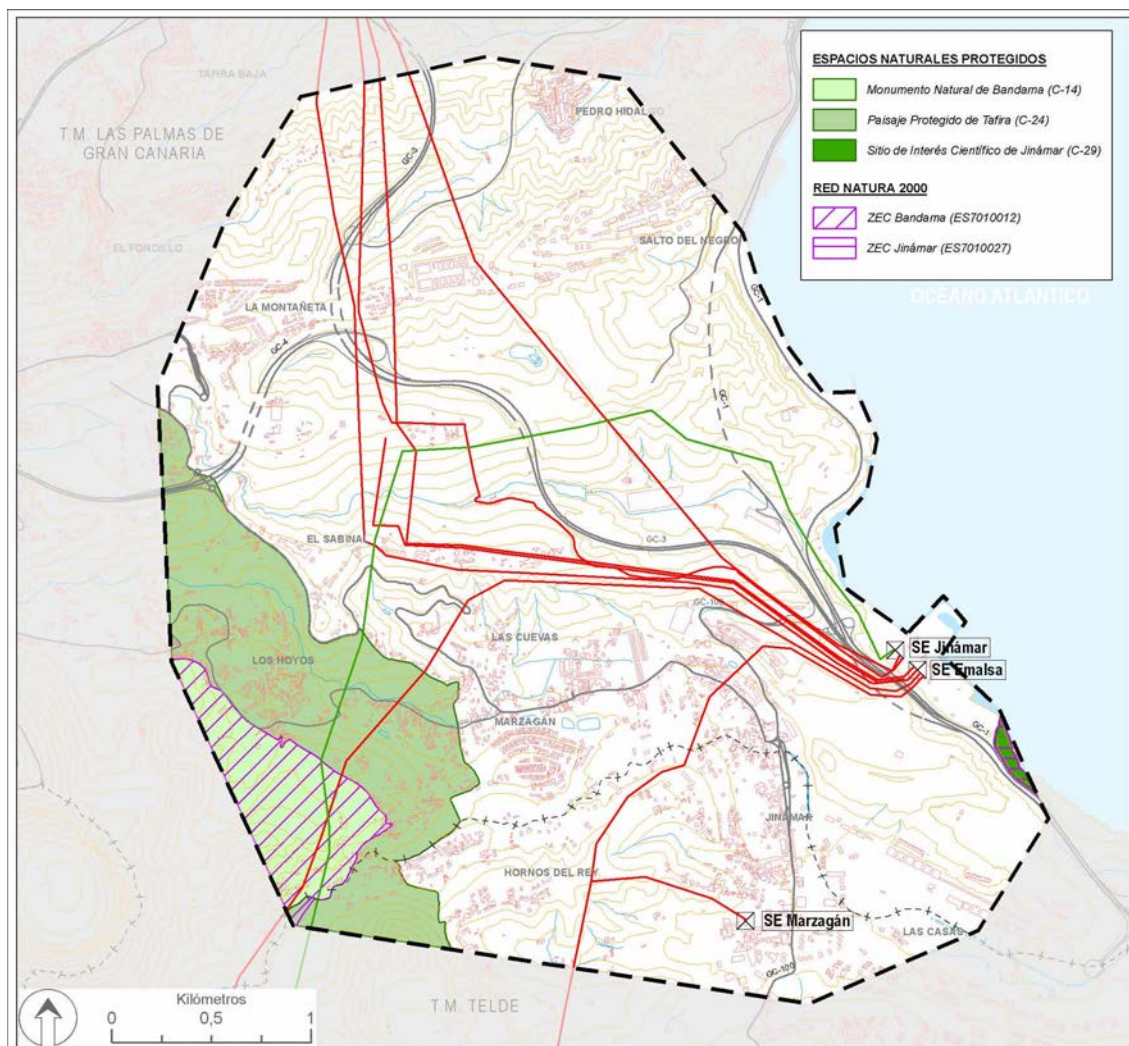 ESPACIOS NATURALES PROTEGIDOS
Monumento Natural de Bandama (C-14)
Paisaje Protegido de Tafira (C-24)
Sitio de Interés Científico de Jinámar (C-29)
RED NATURA 2000
ZEC Bandama (ES7010012)
ZEC Jinámar (ES7010027)
TAFIRA BAJA
PEDRO HIDALGO
T.M. LAS PALMAS DE
GRAN CANARIA
GC-3
EL FONDILLO
SALTO DEL NEGRO
GC-1
OCÉANO ATLÁNTICO
LA MONTAÑETA
GC-4
GC-1
EL SABINAL
GC-3
GC-100
LAS CUEVAS
SE Jinámar
LOS HOYOS
SE Emalsa
MARZAGÁN
GC-1
JINÁMAR
HORNOS DEL REY
SE Marzagán
LAS CASAS
GC-100
Kilómetros
0 0,5 1
T.M. TELDE